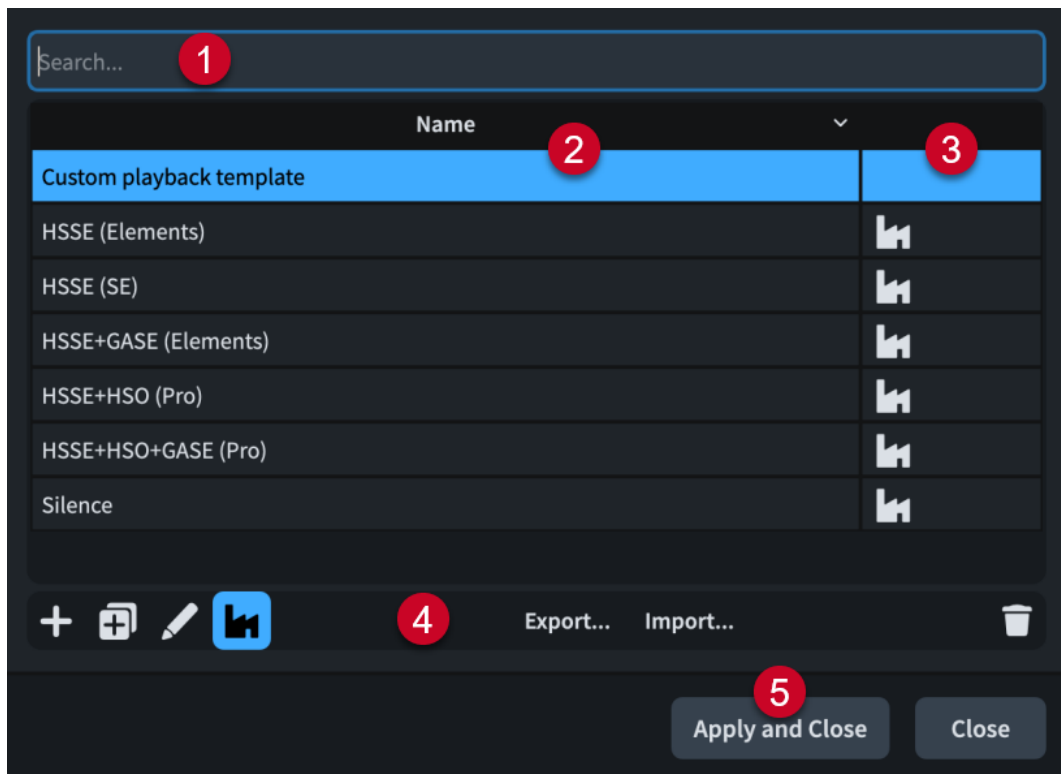 Search...
1
Name
2
3
Custom playback template
HSSE (Elements)
HSSE (SE)
HSSE+GASE (Elements)
HSSE+HSO (Pro)
HSSE+HSO+GASE (Pro)
Silence
4
Export... Import...
5
Apply and Close Close